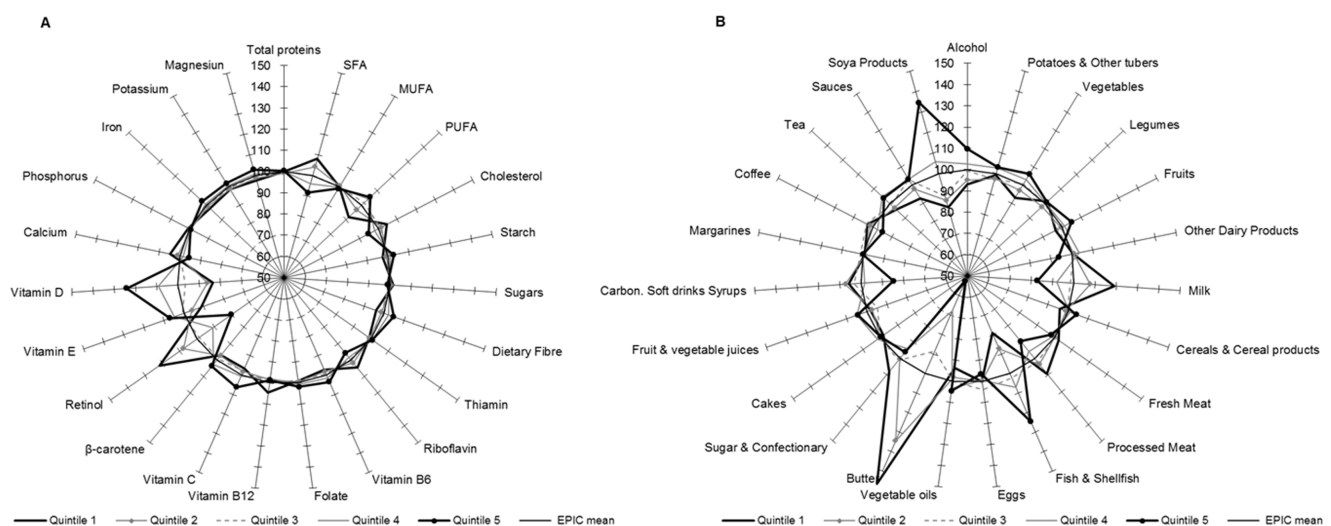 A
Total proteins
SFA
MUFA
PUFA
Cholesterol
Starch
Sugars
Dietary Fibre
Thiamin
Riboflavin
Vitamin B6
Folate
Vitamin B12
Vitamin C
β-carotene
Retinol
Vitamin E
Vitamin D
Calcium
Phosphorus
Iron
Potassium
Magnesiun
150
140
130
120
110
100
90
80
70
60
50
Quintile 1 Quintile 2 Quintile 3 Quintile 4 Quintile 5 EPIC mean
B
Alcohol
Potatoes & Other tubers
Vegetables
Legumes
Fruits
Other Dairy Products
Milk
Cereals & Cereal products
Fresh Meat
Processed Meat
Fish & Shellfish
Eggs
Vegetable oils
Butte
Sugar & Confectionary
Cakes
Fruit & vegetable juices
Carbon. Soft drinks Syrups
Margarines
Coffee
Tea
Sauces
Soya Products
150
140
130
120
110
100
90
80
70
60
50
Quintile 1 Quintile 2 Quintile 3 Quintile 4 Quintile 5 EPIC mean